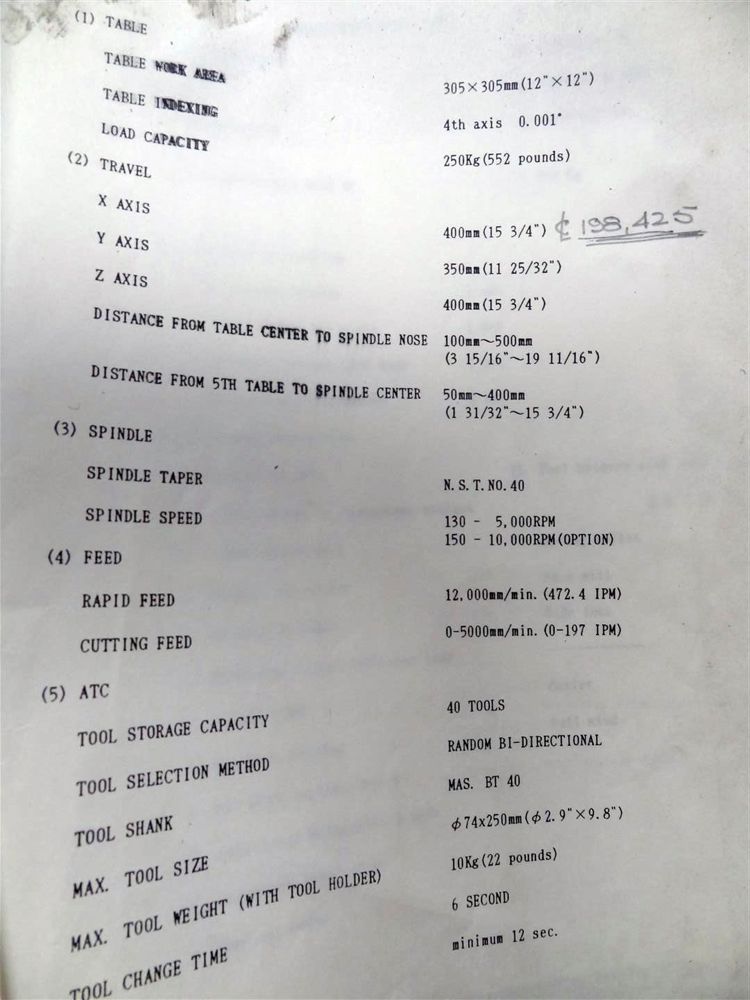 (1) TABLE
TABLE WORK AREA 305×305mm(12"×12")
TABLE INDEXING 4th axis 0.001°
LOAD CAPACITY 250Kg(552 pounds)
(2) TRAVEL
X AXIS 400mm(15 3/4") ₵ 198,425
Y AXIS 350mm(11 25/32")
Z AXIS 400mm(15 3/4")
DISTANCE FROM TABLE CENTER TO SPINDLE NOSE 100mm~500mm
(3 15/16"~19 11/16")
DISTANCE FROM 5TH TABLE TO SPINDLE CENTER 50mm~400mm
(1 31/32"~15 3/4")
(3) SPINDLE
SPINDLE TAPER N.S.T.NO.40
SPINDLE SPEED 130 - 5,000RPM
150 - 10,000RPM(OPTION)
(4) FEED
RAPID FEED 12,000mm/min.(472.4 IPM)
CUTTING FEED 0-5000mm/min.(0-197 IPM)
(5) ATC
TOOL STORAGE CAPACITY 40 TOOLS
TOOL SELECTION METHOD RANDOM BI-DIRECTIONAL
TOOL SHANK MAS. BT 40
MAX. TOOL SIZE φ74x250mm(φ2.9"×9.8")
MAX. TOOL WEIGHT (WITH TOOL HOLDER) 10Kg(22 pounds)
TOOL CHANGE TIME 6 SECOND
minimum 12 sec.